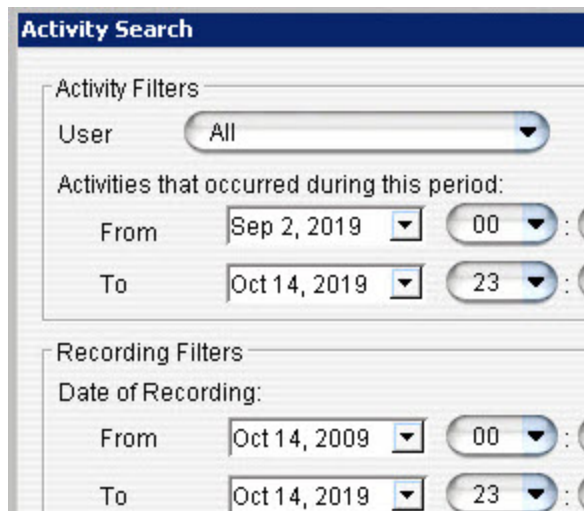 Activity Search
Activity Filters
User All
Activities that occurred during this period:
From Sep 2, 2019 00 :
To Oct 14, 2019 23 :
Recording Filters
Date of Recording:
From Oct 14, 2009 00 :
To Oct 14, 2019 23 :